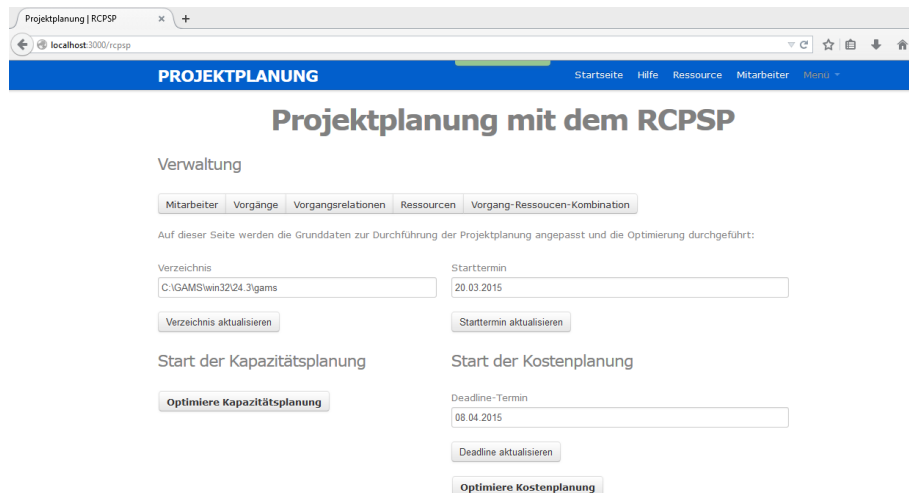 Projektplanung | RCPSP × +
localhost:3000/rcpsp
PROJEKTPLANUNG Startseite Hilfe Ressource Mitarbeiter Menü
Projektplanung mit dem RCPSP
Verwaltung
Mitarbeiter Vorgänge Vorgangsrelationen Ressourcen Vorgang-Ressoucen-Kombination
Auf dieser Seite werden die Grunddaten zur Durchführung der Projektplanung angepasst und die Optimierung durchgeführt:
Verzeichnis Starttermin
C:\GAMS\win32\24.3\gams 20.03.2015
Verzeichnis aktualisieren Starttermin aktualisieren
Start der Kapazitätsplanung Start der Kostenplanung
Optimiere Kapazitätsplanung Deadline-Termin
08.04.2015
Deadline aktualisieren
Optimiere Kostenplanung